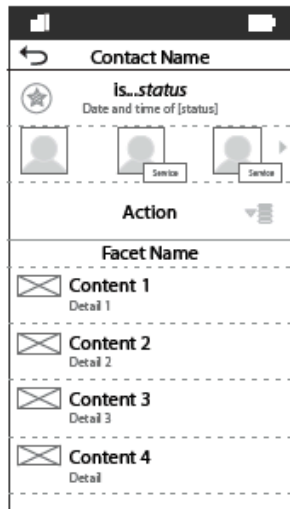 Contact Name
is...status
Date and time of [status]
Service
Service
Action
Facet Name
Content 1
Detail 1
Content 2
Detail 2
Content 3
Detail 3
Content 4
Detail